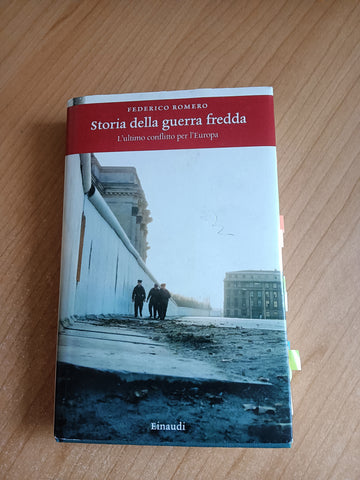 FEDERICO ROMERO
Storia della guerra fredda
L'ultimo conflitto per l'Europa
Einaudi